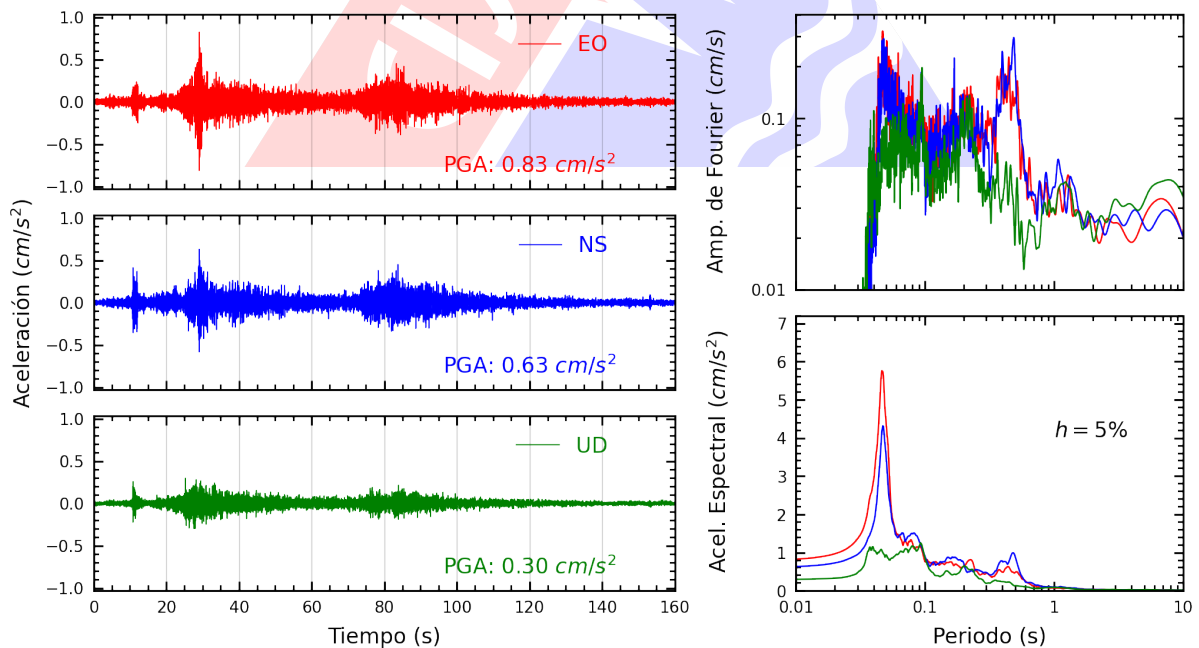 Aceleración (cm/s²)
1.0
0.5
0.0
−0.5
−1.0
EO
PGA: 0.83 cm/s²
1.0
0.5
0.0
−0.5
−1.0
NS
PGA: 0.63 cm/s²
1.0
0.5
0.0
−0.5
−1.0
UD
PGA: 0.30 cm/s²
0 20 40 60 80 100 120 140 160
Tiempo (s)
Amp. de Fourier (cm/s)
0.1
0.01
Acel. Espectral (cm/s²)
7
6
5
4
3
2
1
0
h = 5%
0.01 0.1 1 10
Periodo (s)